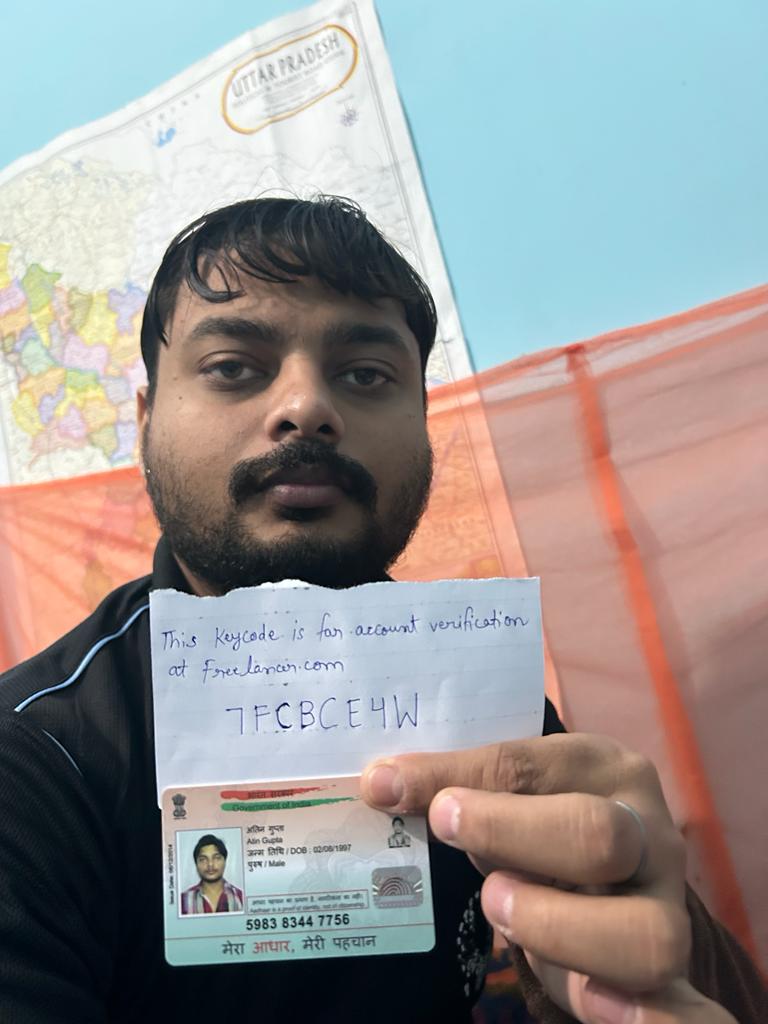 UTTAR PRADESH
This Keycode is for account verification
at Freelancer.com
7FCBCE4W
भारत सरकार
Government of India
अतिन गुप्ता
Atin Gupta
जन्म तिथि / DOB : 02/08/1997
पुरुष / Male
5983 8344 7756
मेरा आधार, मेरी पहचान